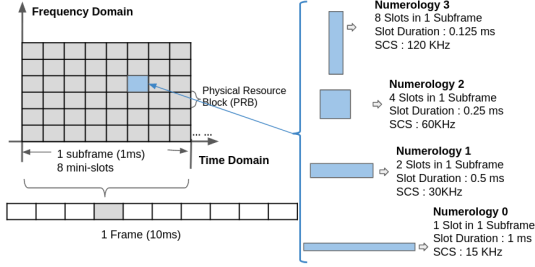 Frequency Domain
Physical Resource
Block (PRB)
... ...
1 subframe (1ms)
8 mini-slots
Time Domain
1 Frame (10ms)
Numerology 3
8 Slots in 1 Subframe
Slot Duration : 0.125 ms
SCS : 120 KHz
Numerology 2
4 Slots in 1 Subframe
Slot Duration : 0.25 ms
SCS : 60KHz
Numerology 1
2 Slots in 1 Subframe
Slot Duration : 0.5 ms
SCS : 30KHz
Numerology 0
1 Slot in 1 Subframe
Slot Duration : 1 ms
SCS : 15 KHz